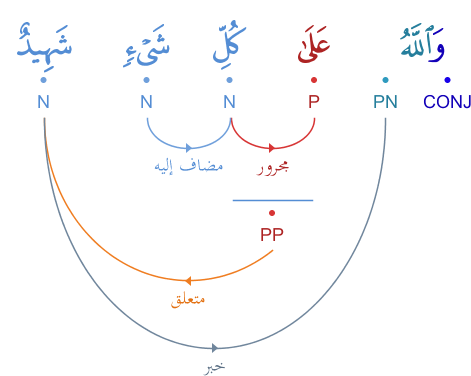 وَٱللَّهُ عَلَىٰ كُلِّ شَىْءٍۢ شَهِيدٌ
CONJ PN P N N N
مجرور مضاف إليه
PP
متعلق
خبر